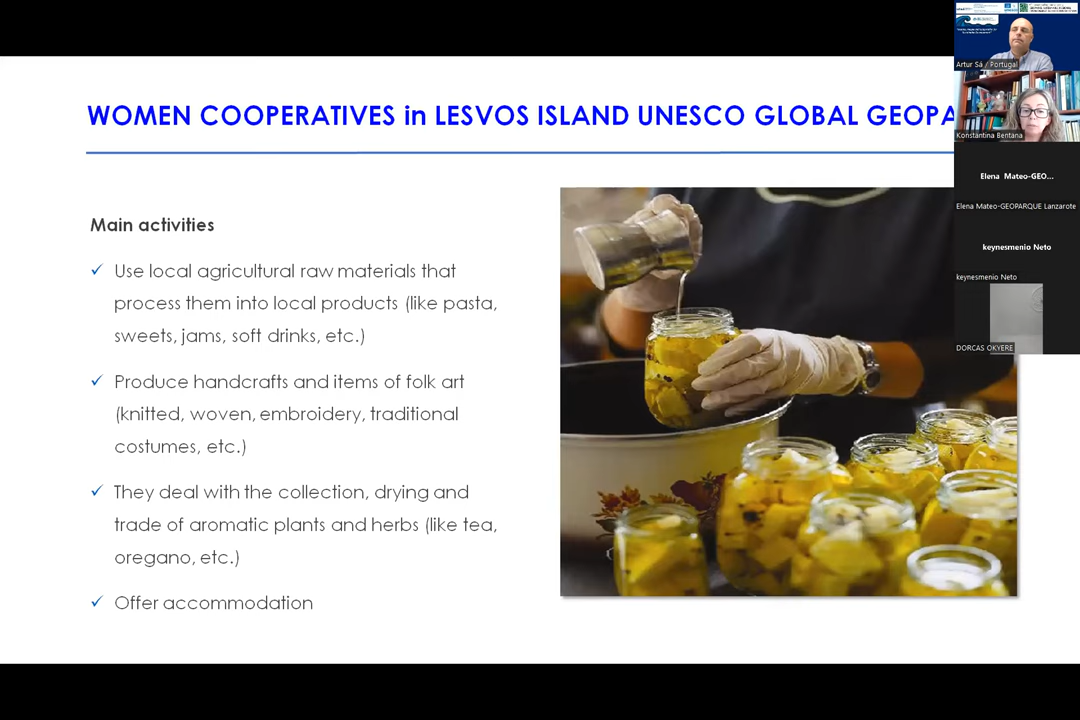 WOMEN COOPERATIVES in LESVOS ISLAND UNESCO GLOBAL GEOPA
Main activities
✓ Use local agricultural raw materials that
process them into local products (like pasta,
sweets, jams, soft drinks, etc.)
✓ Produce handcrafts and items of folk art
(knitted, woven, embroidery, traditional
costumes, etc.)
✓ They deal with the collection, drying and
trade of aromatic plants and herbs (like tea,
oregano, etc.)
✓ Offer accommodation
Artur Sá / Portugal
Konstantina Bentana
Elena Mateo-GEO...
Elena Mateo-GEOPARQUE Lanzarote
keynesmenio Neto
keynesmenio Neto
DORCAS OKYERE